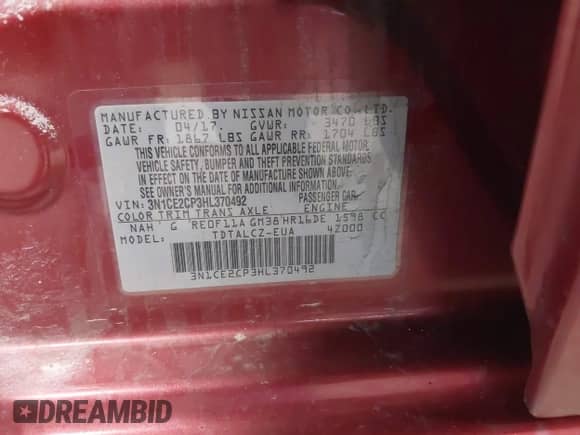 MANUFACTURED BY NISSAN MOTOR CO.,LTD.
DATE: 04/17. GVWR: 3470 LBS
GAWR FR: 1867 LBS GAWR RR: 1704 LBS
THIS VEHICLE CONFORMS TO ALL APPLICABLE FEDERAL MOTOR
VEHICLE SAFETY, BUMPER AND THEFT PREVENTION STANDARDS
IN EFFECT ON THE DATE OF MANUFACTURE SHOWN ABOVE.
SEE OWNER'S MANUAL FOR ADDITIONAL INFORMATION.
VIN: 3N1CE2CP3HL370492 PASSENGER CAR
COLOR TRIM TRANS AXLE ENGINE
NAH G RE0F11A GM38 HR16DE 1598 CC
MODEL: TDTALCZ-EUA 4Z000
3N1CE2CP3HL370492
DREAMBID